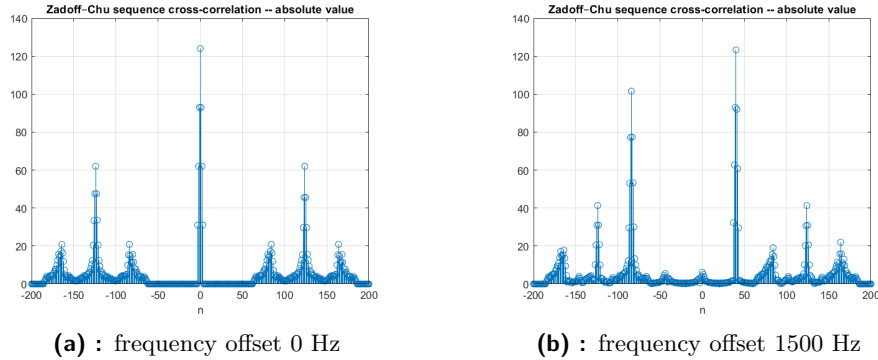 Zadoff–Chu sequence cross-correlation -- absolute value
140
120
100
80
60
40
20
0
-200 -150 -100 -50 0 50 100 150 200
n
(a) : frequency offset 0 Hz
Zadoff–Chu sequence cross-correlation -- absolute value
140
120
100
80
60
40
20
0
-200 -150 -100 -50 0 50 100 150 200
n
(b) : frequency offset 1500 Hz